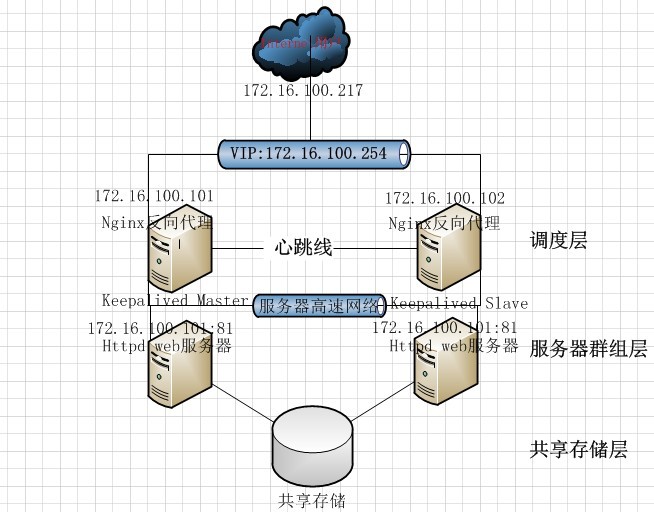 172.16.100.217
VIP:172.16.100.254
172.16.100.101
172.16.100.102
Nginx反向代理
Nginx反向代理
调度层
心跳线
Keepalived Master
服务器高速网络
Keepalived Slave
172.16.100.101:81
172.16.100.101:81
Httpd web服务器
Httpd web服务器
服务器群组层
共享存储层
共享存储